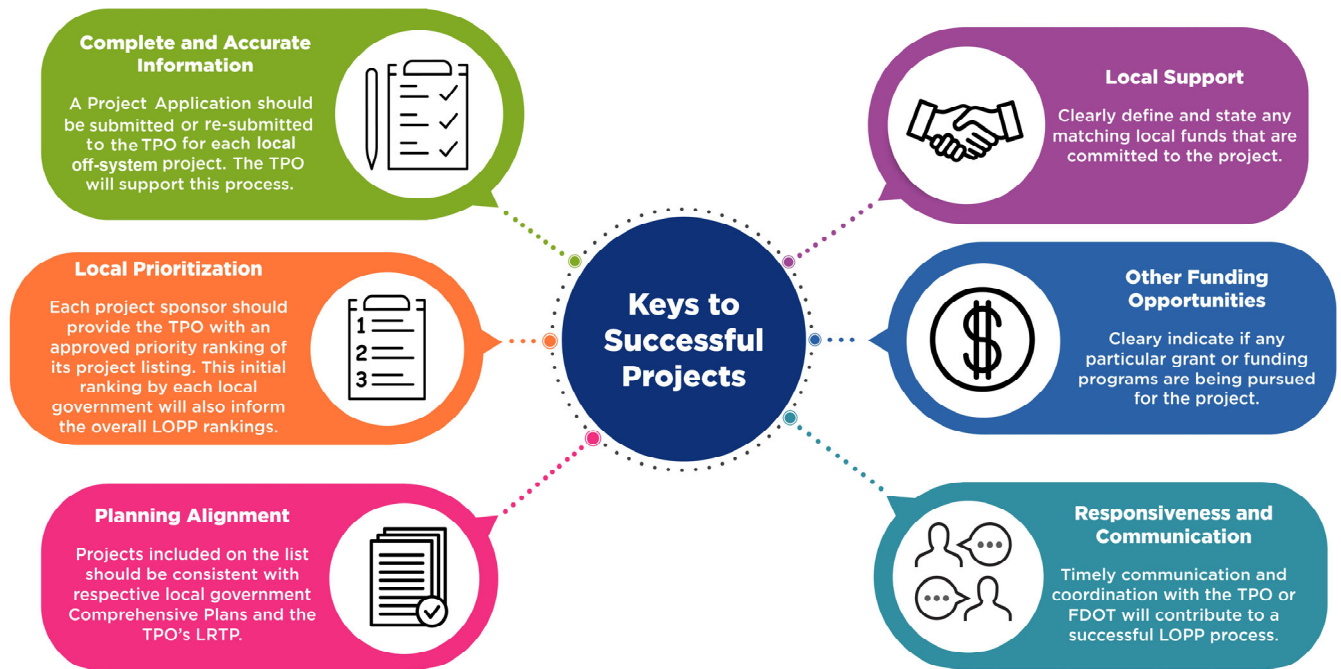 Complete and Accurate
Information
A Project Application should
be submitted or re-submitted
to the TPO for each local
off-system project. The TPO
will support this process.
Local Prioritization
Each project sponsor should
provide the TPO with an
approved priority ranking of
its project listing. This initial
ranking by each local
government will also inform
the overall LOPP rankings.
1
2
3
Planning Alignment
Projects included on the list
should be consistent with
respective local government
Comprehensive Plans and the
TPO's LRTP.
Keys to
Successful
Projects
Local Support
Clearly define and state any
matching local funds that are
committed to the project.
$
Other Funding
Opportunities
Cleary indicate if any
particular grant or funding
programs are being pursued
for the project.
Responsiveness and
Communication
Timely communication and
coordination with the TPO or
FDOT will contribute to a
successful LOPP process.